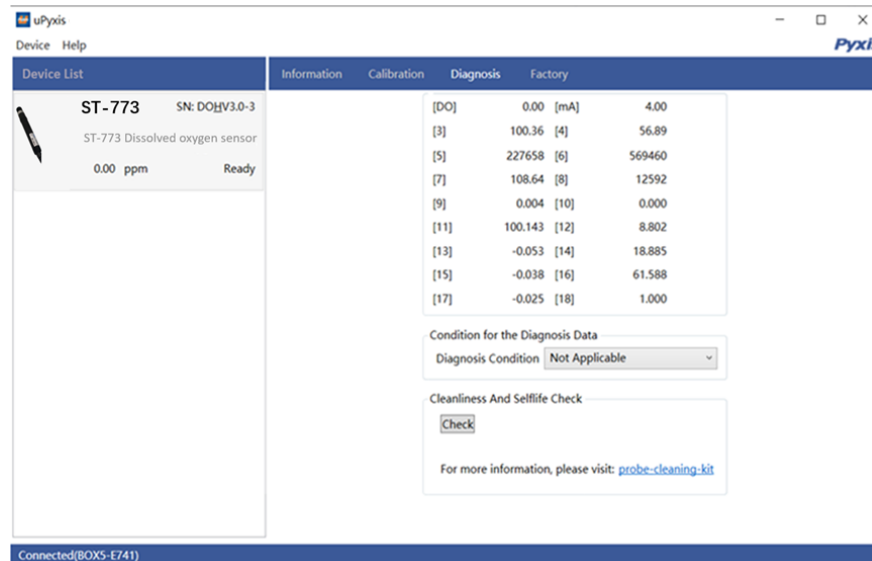 uPyxis
Device Help
Pyxis
Device List
Information Calibration Diagnosis Factory
ST-773 SN: DOHV3.0-3
ST-773 Dissolved oxygen sensor
0.00 ppm Ready
[DO] 0.00 [mA] 4.00
[3] 100.36 [4] 56.89
[5] 227658 [6] 569460
[7] 108.64 [8] 12592
[9] 0.004 [10] 0.000
[11] 100.143 [12] 8.802
[13] -0.053 [14] 18.885
[15] -0.038 [16] 61.588
[17] -0.025 [18] 1.000
Condition for the Diagnosis Data
Diagnosis Condition Not Applicable
Cleanliness And Selflife Check
Check
For more information, please visit: probe-cleaning-kit
Connected(BOX5-E741)